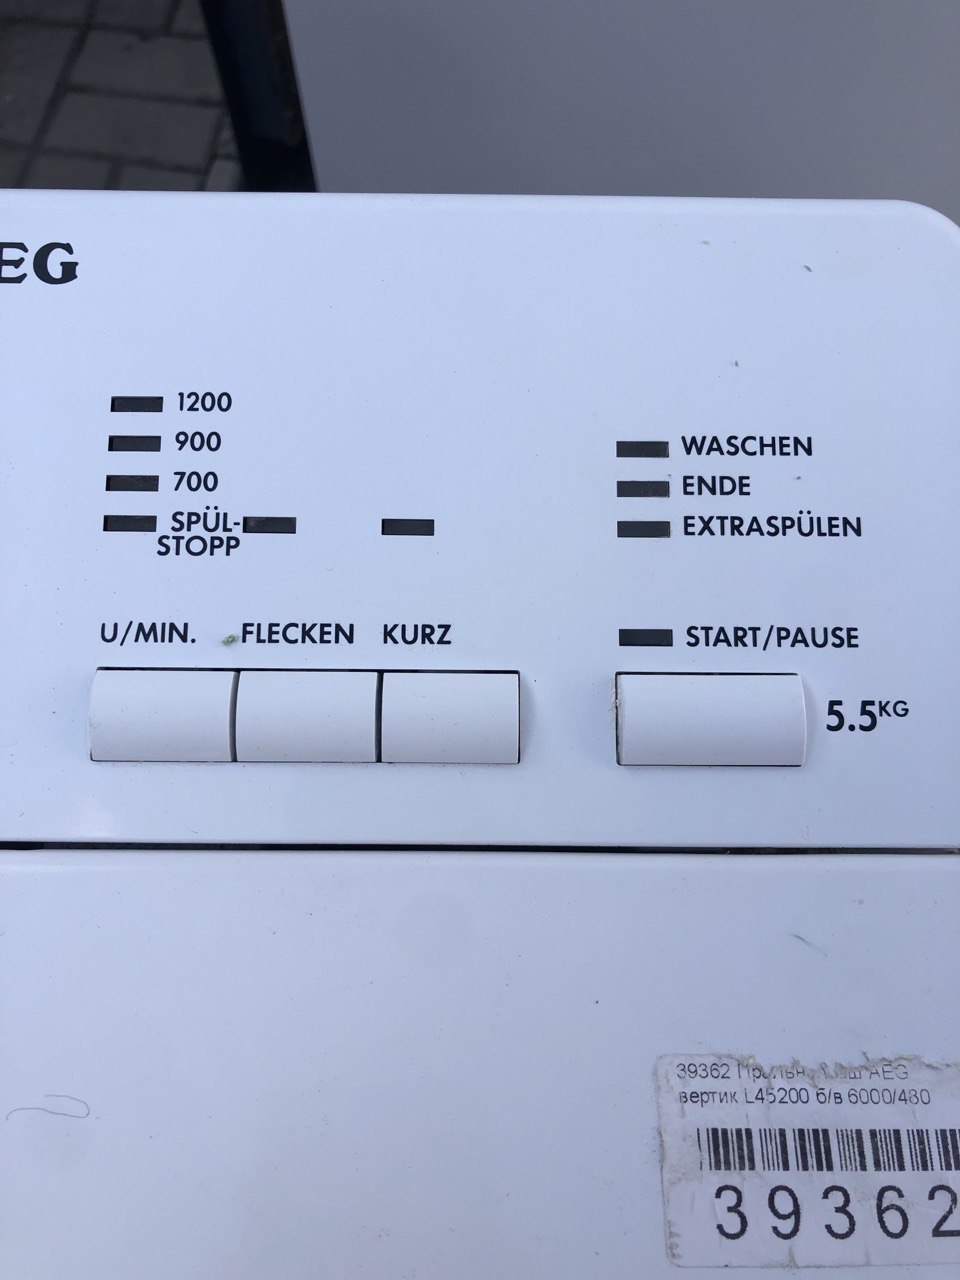 EG
1200
900
700
SPÜL-
STOPP
WASCHEN
ENDE
EXTRASPÜLEN
U/MIN. FLECKEN KURZ
START/PAUSE
5.5KG
39362 AEG
вертик L45200 б/в 6000/480
39362